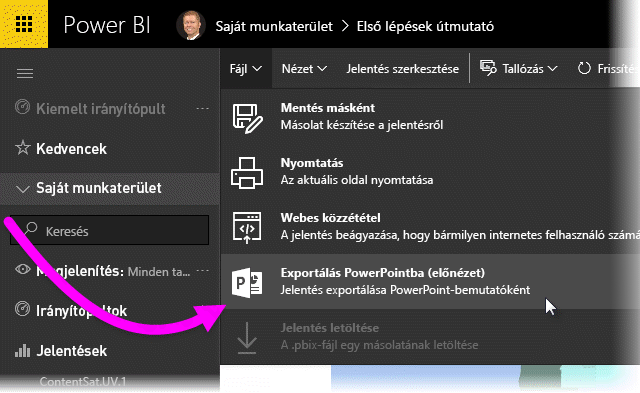 Power BI
Saját munkaterület > Első lépések útmutató
Fájl
Nézet
Jelentés szerkesztése
Tallózás
Frissíté
Kiemelt irányítópult ...
Kedvencek
Saját munkaterület
Keresés
Megjelenítés: Minden ta... ...
Irányítópultok
Jelentések
ContentSat.UV.1
Mentés másként
Másolat készítése a jelentésről
Nyomtatás
Az aktuális oldal nyomtatása
Webes közzététel
A jelentés beágyazása, hogy bármilyen internetes felhasználó számá
Exportálás PowerPointba (előnézet)
Jelentés exportálása PowerPoint-bemutatóként
Jelentés letöltése
A .pbix-fájl egy másolatának letöltése